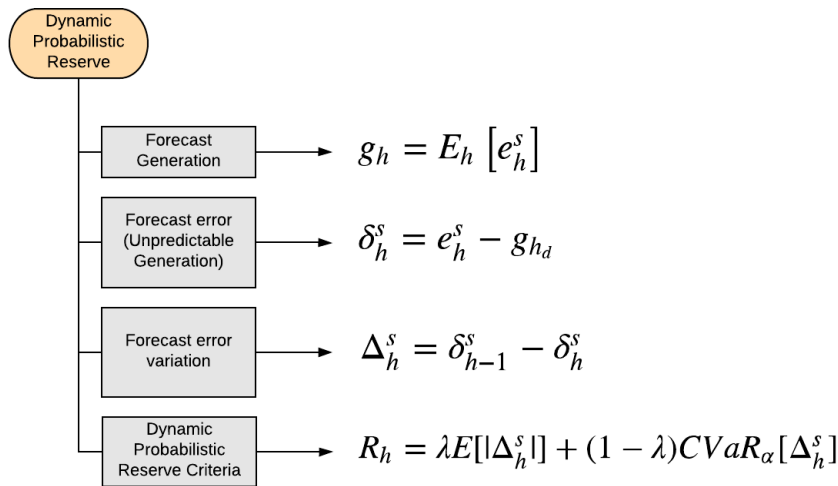 Dynamic
Probabilistic
Reserve
Forecast
Generation
g_h = E_h [e_h^s]
Forecast error
(Unpredictable
Generation)
δ_h^s = e_h^s − g_{h_d}
Forecast error
variation
Δ_h^s = δ_{h−1}^s − δ_h^s
Dynamic
Probabilistic
Reserve Criteria
R_h = λE[|Δ_h^s|] + (1 − λ)CVaR_α[Δ_h^s]